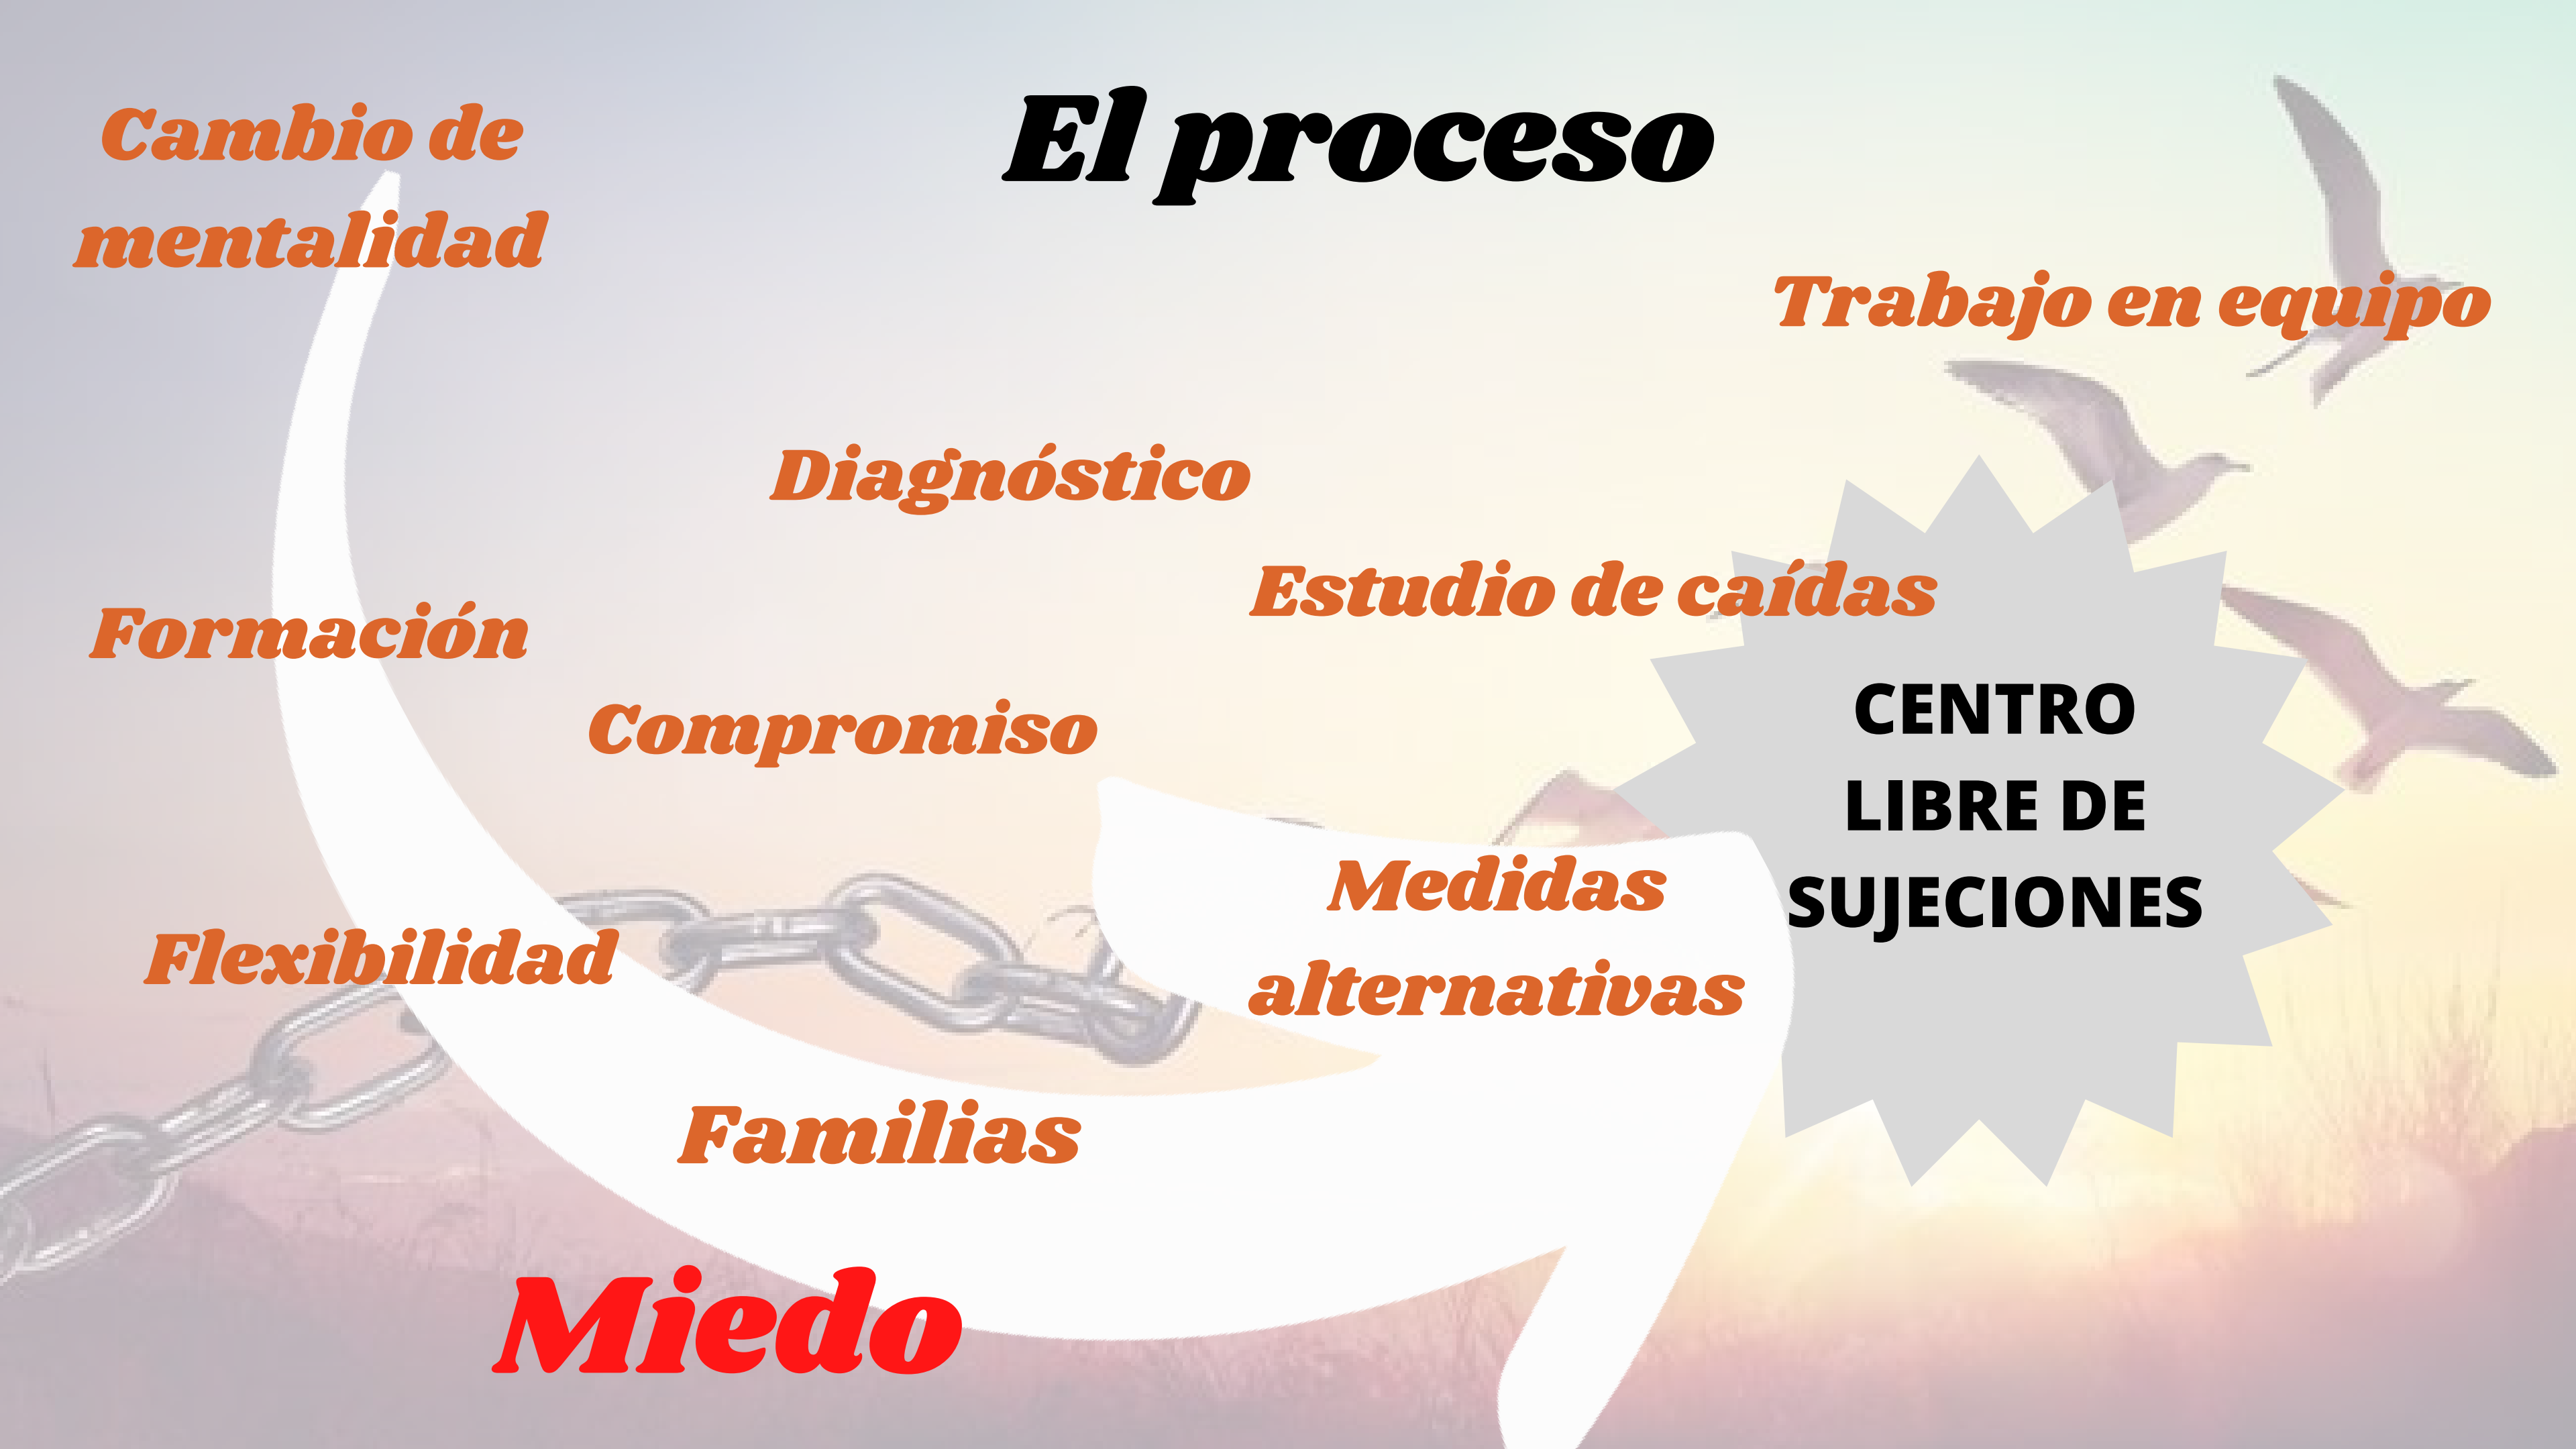 El proceso
Cambio de
mentalidad
Trabajo en equipo
Diagnóstico
Estudio de caídas
Formación
Compromiso
CENTRO
LIBRE DE
SUJECIONES
Medidas
alternativas
Flexibilidad
Familias
Miedo